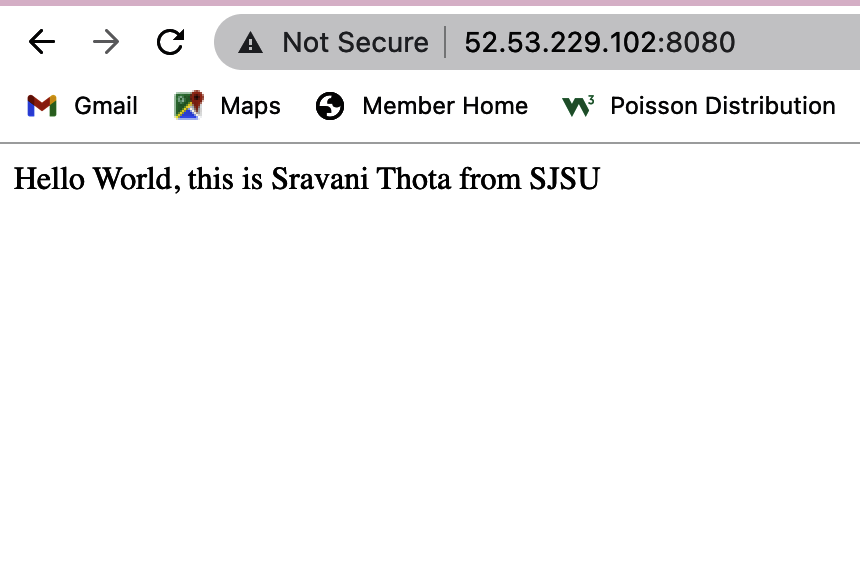 Not Secure 52.53.229.102:8080
Gmail Maps Member Home W3 Poisson Distribution
Hello World, this is Sravani Thota from SJSU